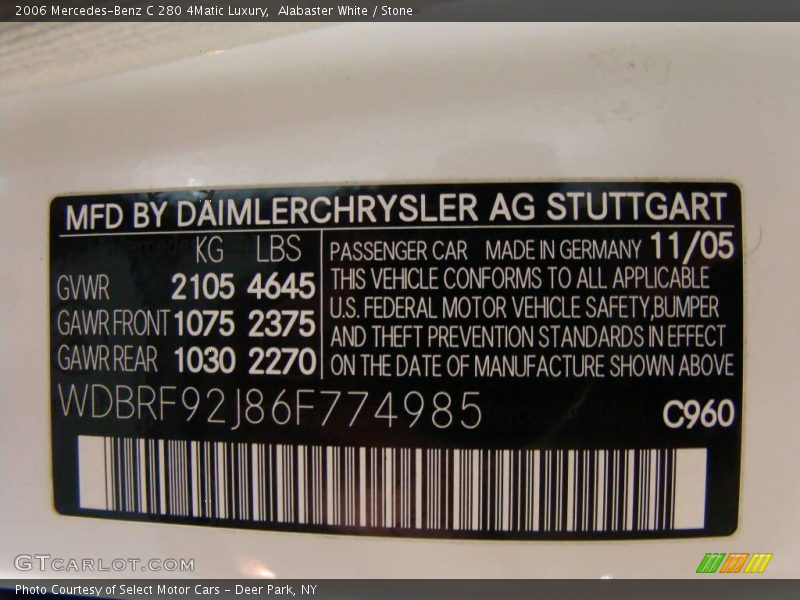 2006 Mercedes-Benz C 280 4Matic Luxury,  Alabaster White / Stone
MFD BY DAIMLERCHRYSLER AG STUTTGART
KG LBS
GVWR 2105 4645
GAWR FRONT 1075 2375
GAWR REAR 1030 2270
PASSENGER CAR MADE IN GERMANY 11/05
THIS VEHICLE CONFORMS TO ALL APPLICABLE
U.S. FEDERAL MOTOR VEHICLE SAFETY,BUMPER
AND THEFT PREVENTION STANDARDS IN EFFECT
ON THE DATE OF MANUFACTURE SHOWN ABOVE
WDBRF92J86F774985 C960
GTCARLOT.COM
Photo Courtesy of Select Motor Cars - Deer Park, NY